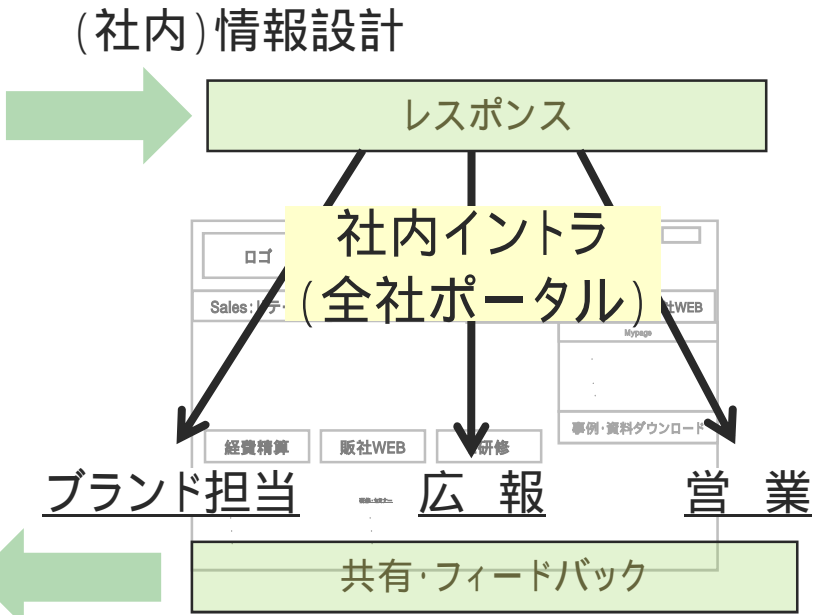 (社内)情報設計
レスポンス
社内イントラ
(全社ポータル)
ロゴ
Sales:
社WEB
Mypage
事例・資料ダウンロード
経費精算
販社WEB
研修
ブランド担当
広 報
営 業
共有・フィードバック